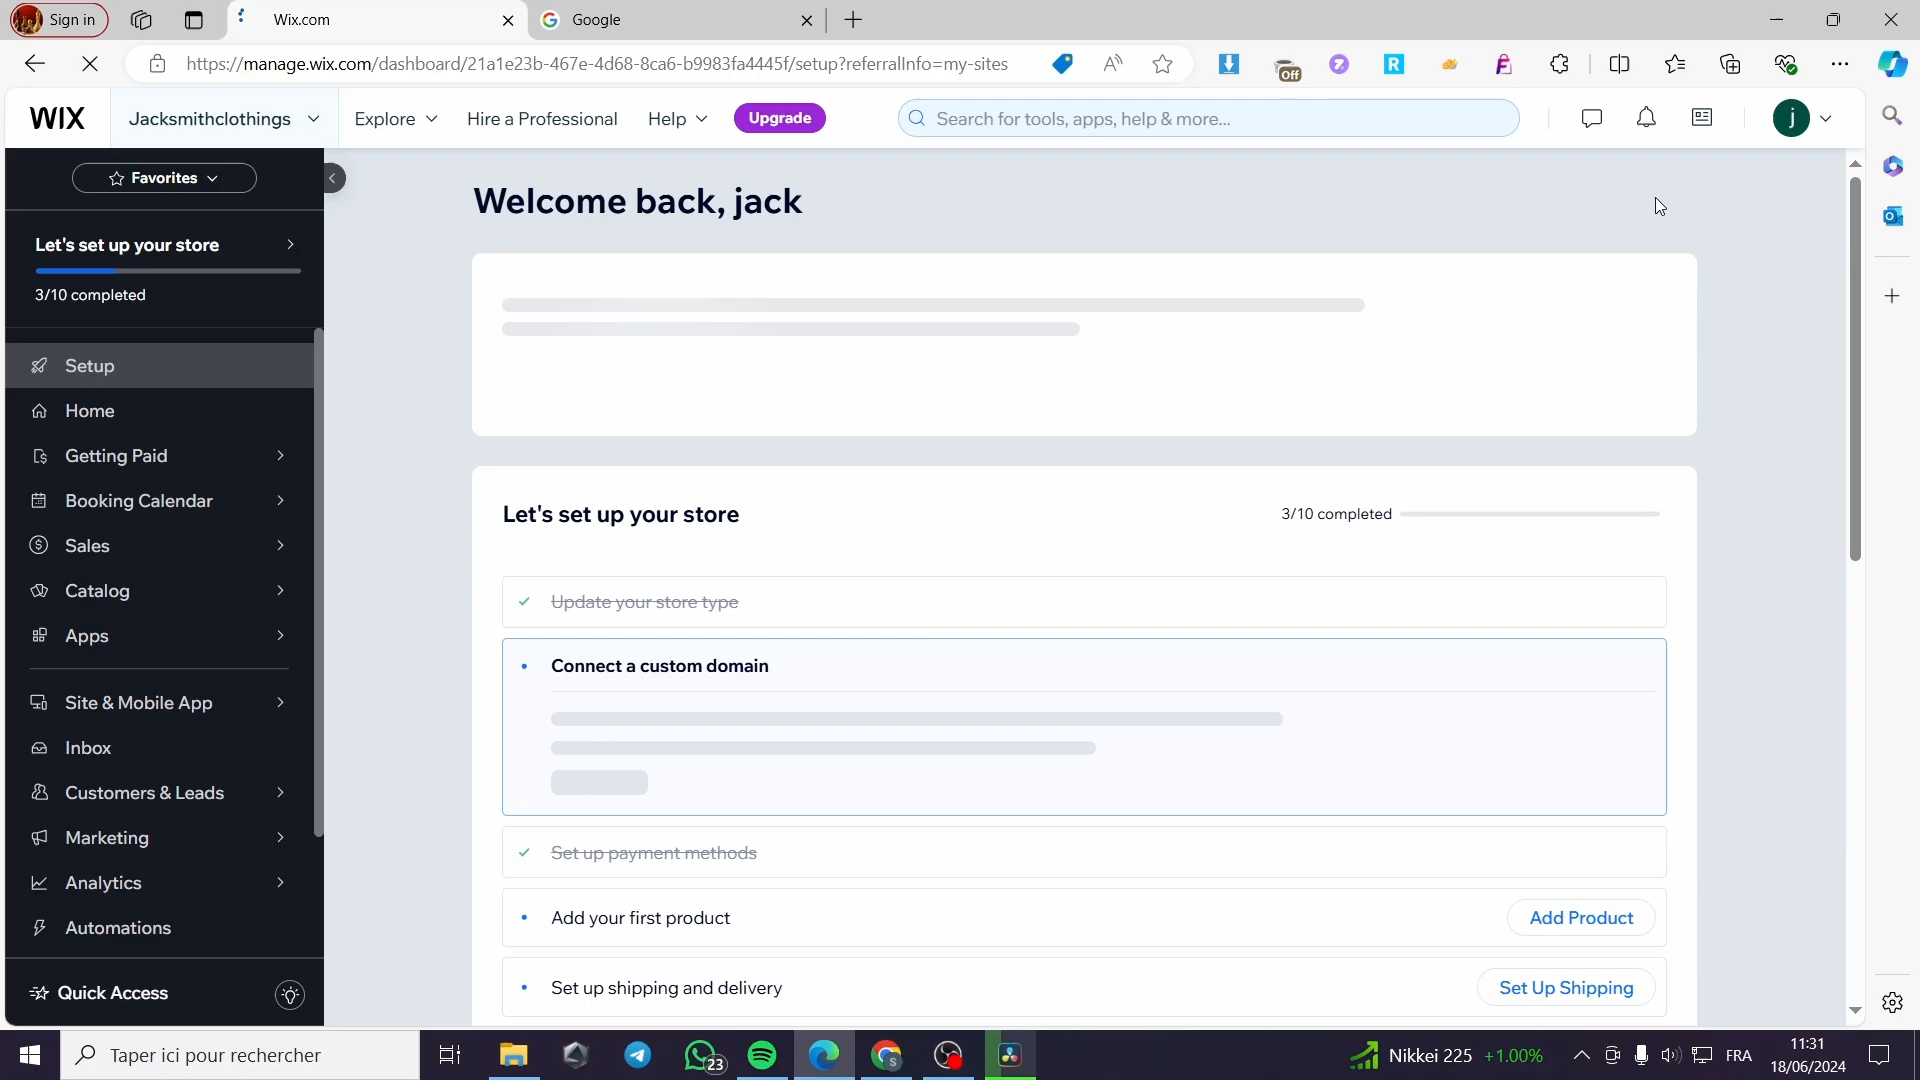 Sign in
Wix.com
Google
https://manage.wix.com/dashboard/21a1e23b-467e-4d68-8ca6-b9983fa4445f/setup?referralInfo=my-sites
Off
WIX
Jacksmithclothings
Explore
Hire a Professional
Help
Upgrade
Search for tools, apps, help & more...
j
Favorites
Let's set up your store
3/10 completed
Setup
Home
Getting Paid
Booking Calendar
Sales
Catalog
Apps
Site & Mobile App
Inbox
Customers & Leads
Marketing
Analytics
Automations
Quick Access
Welcome back, jack
Let's set up your store
3/10 completed
Update your store type
Connect a custom domain
Set up payment methods
Add your first product
Add Product
Set up shipping and delivery
Set Up Shipping
Taper ici pour rechercher
23
Nikkei 225 +1.00%
FRA
11:31
18/06/2024